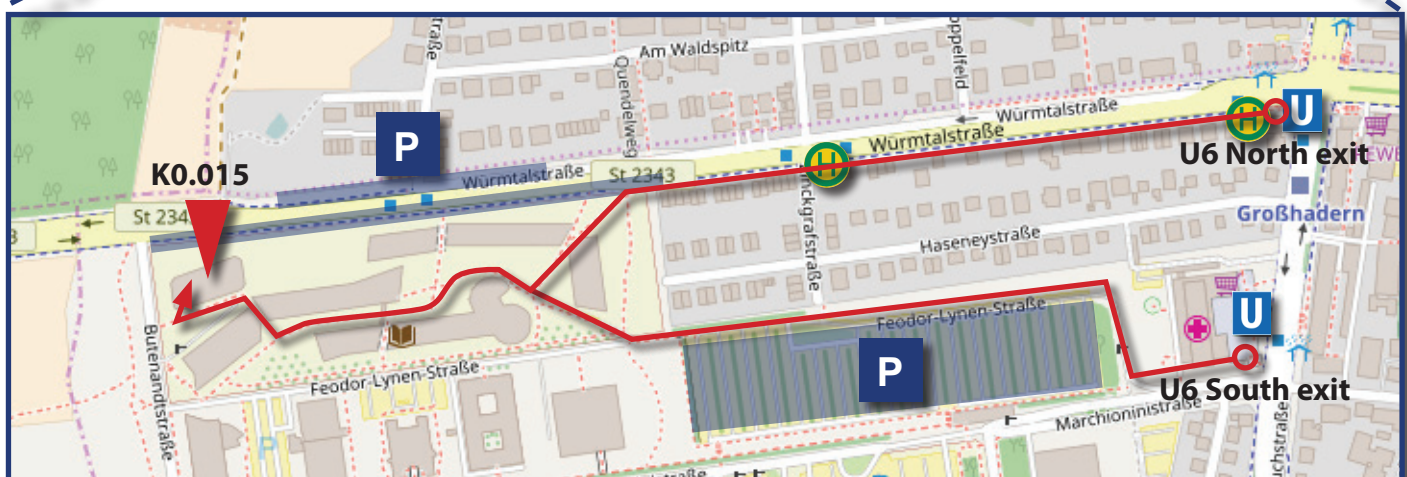 Am Waldspitz
Quendelweg
Würmtalstraße
Würmtalstraße
Würmtalstraße
St 2343
P
K0.015
H
H
U
U6 North exit
Großhadern
Haseneystraße
Feodor-Lynen-Straße
P
U
U6 South exit
Marchioninistraße
Butenandtstraße
Feodor-Lynen-Straße
P